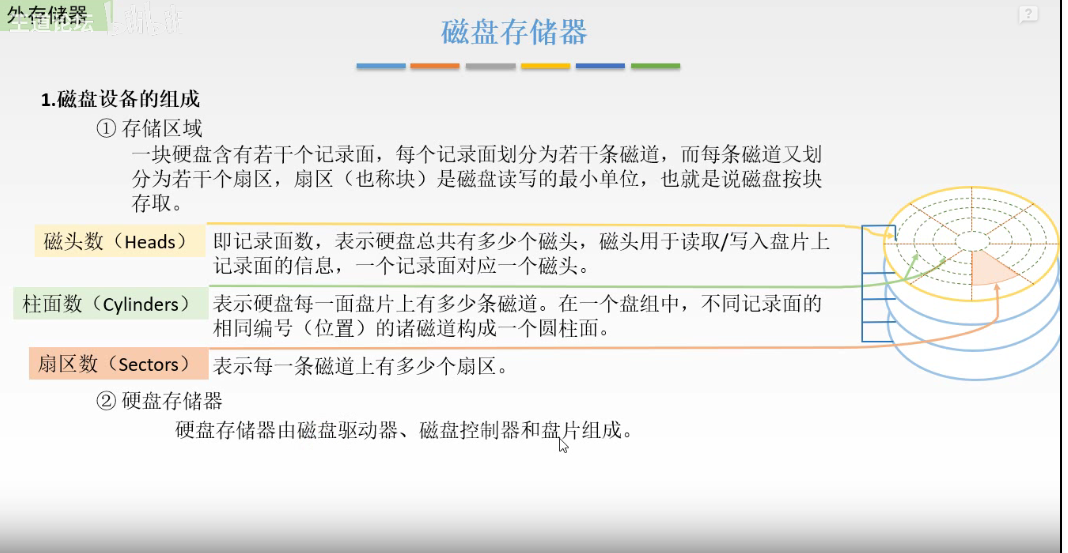 外存储器
王道论坛
磁盘存储器
?
1.磁盘设备的组成
① 存储区域
一块硬盘含有若干个记录面，每个记录面划分为若干条磁道，而每条磁道又划
分为若干个扇区，扇区（也称块）是磁盘读写的最小单位，也就是说磁盘按块
存取。
磁头数（Heads）
即记录面数，表示硬盘总共有多少个磁头，磁头用于读取/写入盘片上
记录面的信息，一个记录面对应一个磁头。
柱面数（Cylinders）
表示硬盘每一面盘片上有多少条磁道。在一个盘组中，不同记录面的
相同编号（位置）的诸磁道构成一个圆柱面。
扇区数（Sectors）
表示每一条磁道上有多少个扇区。
② 硬盘存储器
硬盘存储器由磁盘驱动器、磁盘控制器和盘片组成。